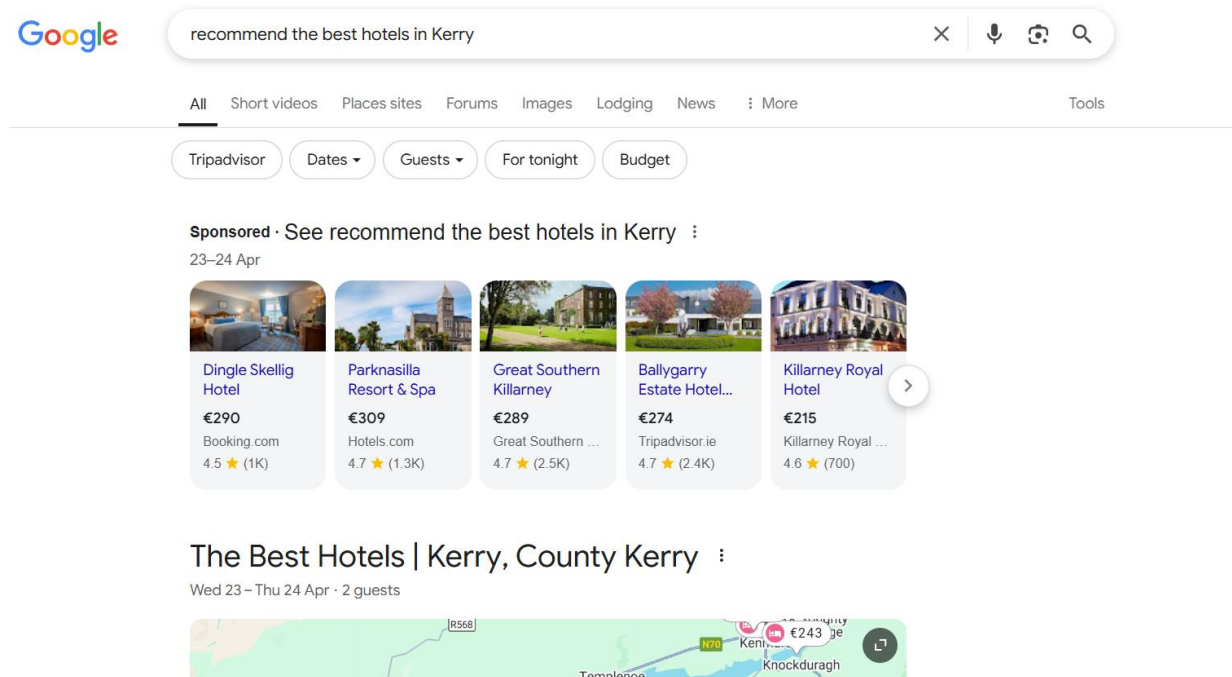 Google
recommend the best hotels in Kerry
All Short videos Places sites Forums Images Lodging News More Tools
Tripadvisor Dates Guests For tonight Budget
Sponsored · See recommend the best hotels in Kerry
23–24 Apr
Dingle Skellig
Hotel
€290
Booking.com
4.5 (1K)
Parknasilla
Resort & Spa
€309
Hotels.com
4.7 (1.3K)
Great Southern
Killarney
€289
Great Southern ...
4.7 (2.5K)
Ballygarry
Estate Hotel...
€274
Tripadvisor.ie
4.7 (2.4K)
Killarney Royal
Hotel
€215
Killarney Royal ...
4.6 (700)
The Best Hotels | Kerry, County Kerry
Wed 23 – Thu 24 Apr · 2 guests
R568
€243
N70
Knockduragh
Templenoe